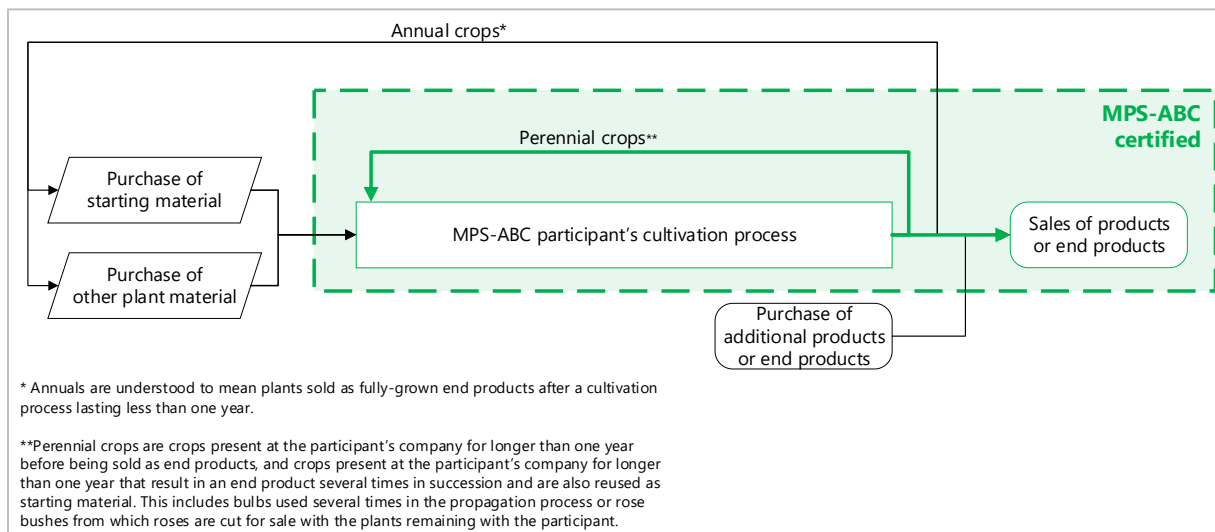 Annual crops*
MPS-ABC
certified
Perennial crops**
Purchase of
starting material
MPS-ABC participant’s cultivation process
Sales of products
or end products
Purchase of
other plant material
Purchase of
additional products
or end products
* Annuals are understood to mean plants sold as fully-grown end products after a cultivation
process lasting less than one year.
**Perennial crops are crops present at the participant’s company for longer than one year
before being sold as end products, and crops present at the participant’s company for longer
than one year that result in an end product several times in succession and are also reused as
starting material. This includes bulbs used several times in the propagation process or rose
bushes from which roses are cut for sale with the plants remaining with the participant.